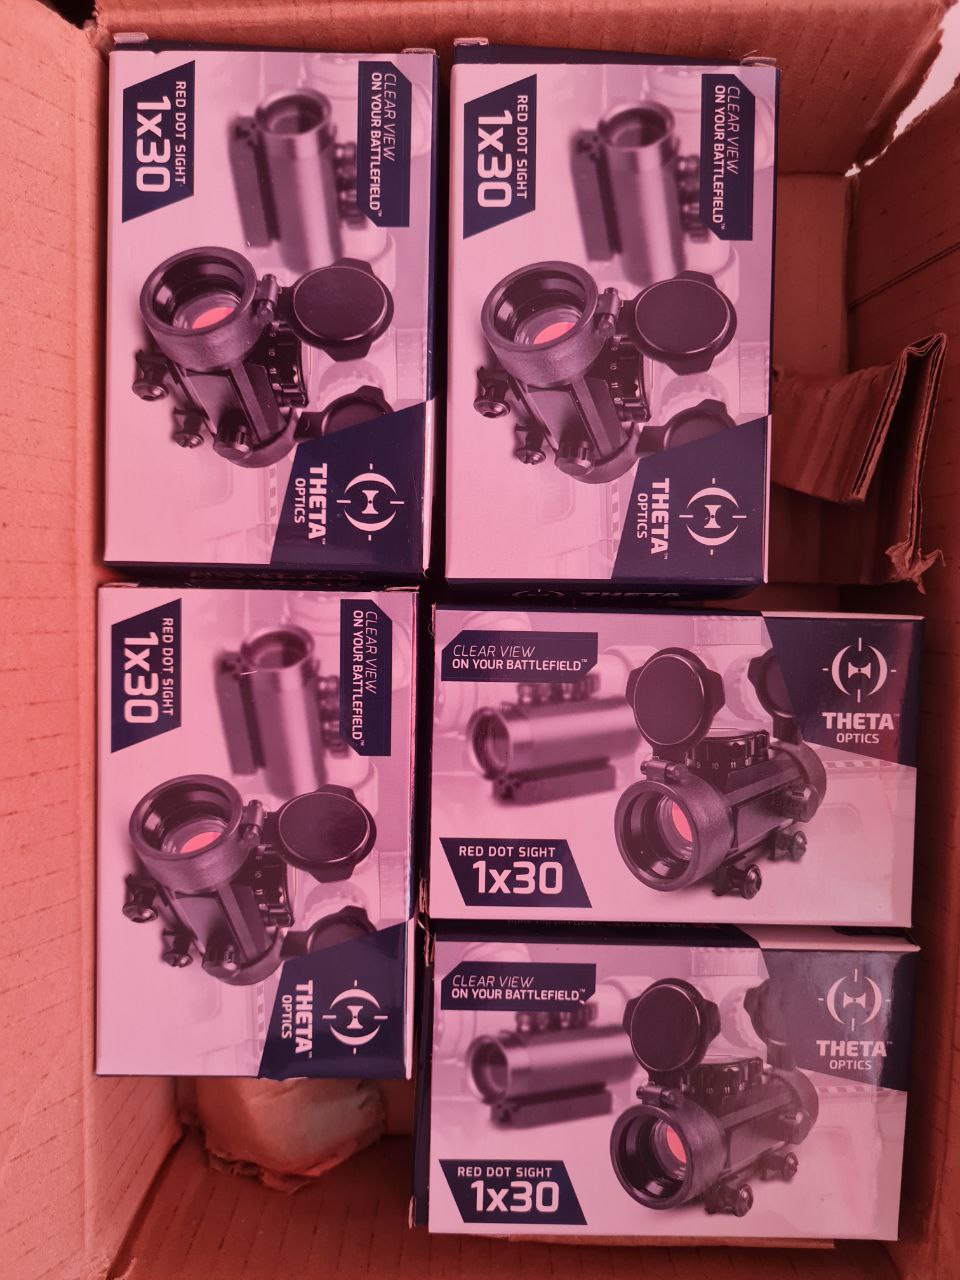 RED DOT SIGHT
1x30
CLEAR VIEW
ON YOUR BATTLEFIELD™
THETA™
OPTICS
RED DOT SIGHT
1x30
CLEAR VIEW
ON YOUR BATTLEFIELD™
THETA™
OPTICS
THETA
RED DOT SIGHT
1x30
CLEAR VIEW
ON YOUR BATTLEFIELD™
THETA™
OPTICS
CLEAR VIEW
ON YOUR BATTLEFIELD™
THETA™
OPTICS
RED DOT SIGHT
1x30
CLEAR VIEW
ON YOUR BATTLEFIELD™
THETA™
OPTICS
RED DOT SIGHT
1x30